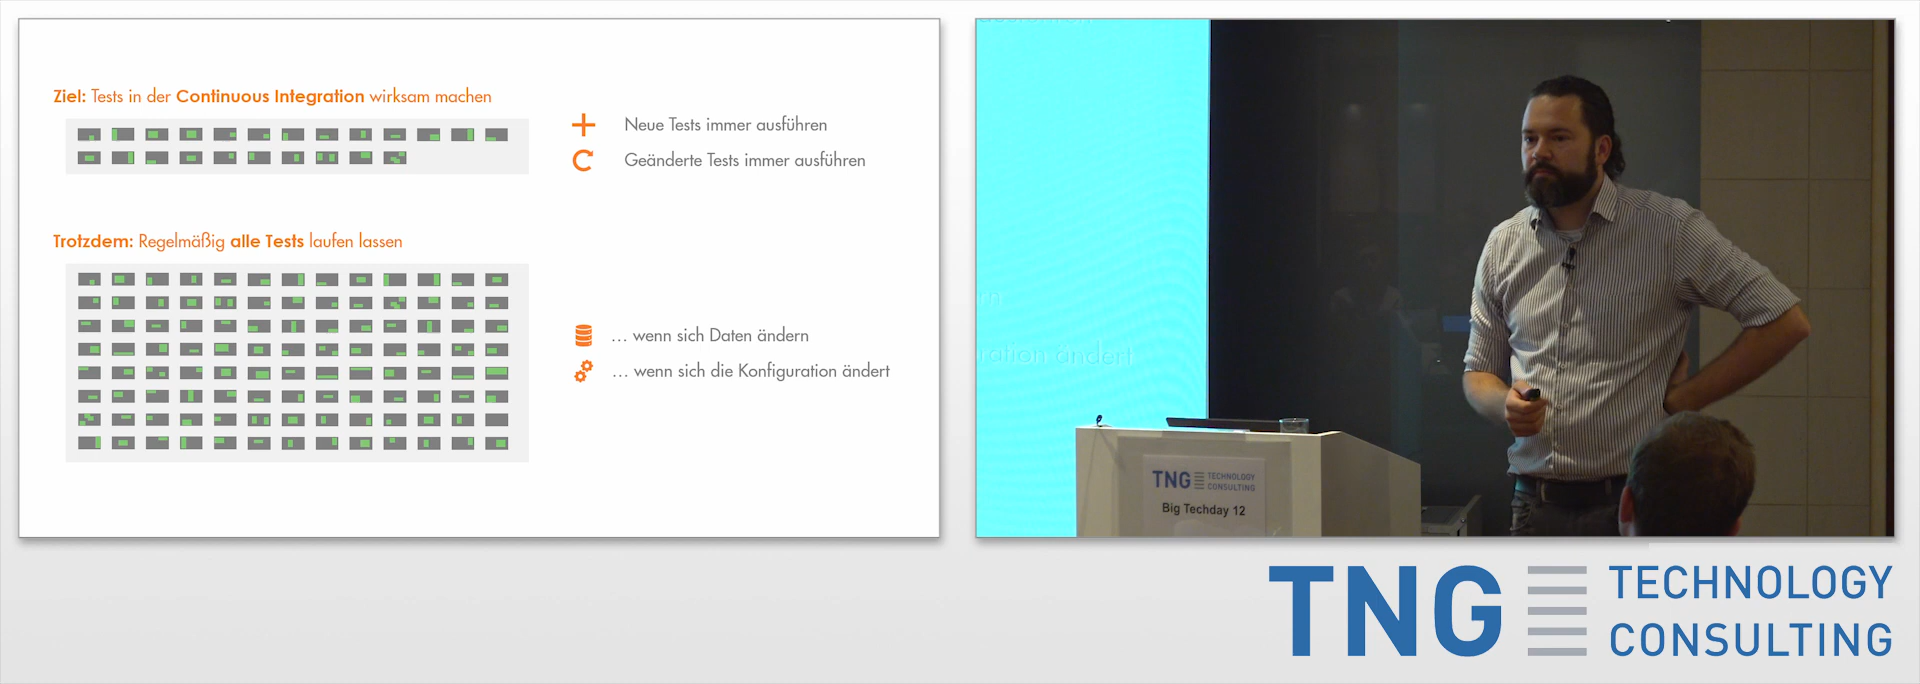 Ziel: Tests in der Continuous Integration wirksam machen
Neue Tests immer ausführen
Geänderte Tests immer ausführen
Trotzdem: Regelmäßig alle Tests laufen lassen
... wenn sich Daten ändern
... wenn sich die Konfiguration ändert
ration ändert
TNG TECHNOLOGY
CONSULTING
Big Techday 12
TNG TECHNOLOGY
CONSULTING